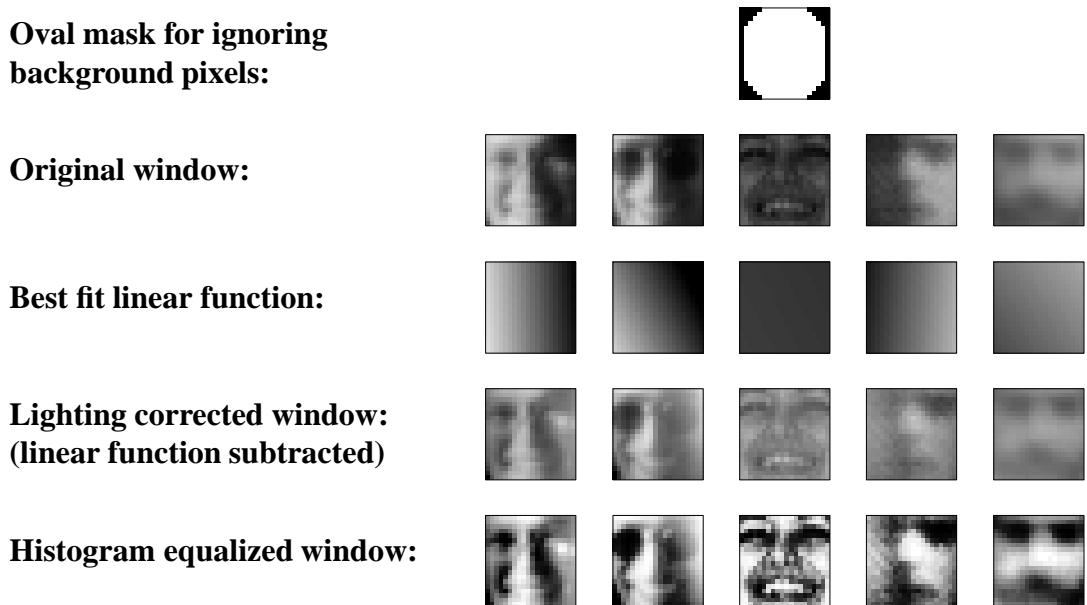 Oval mask for ignoring
background pixels:
Original window:
Best fit linear function:
Lighting corrected window:
(linear function subtracted)
Histogram equalized window: